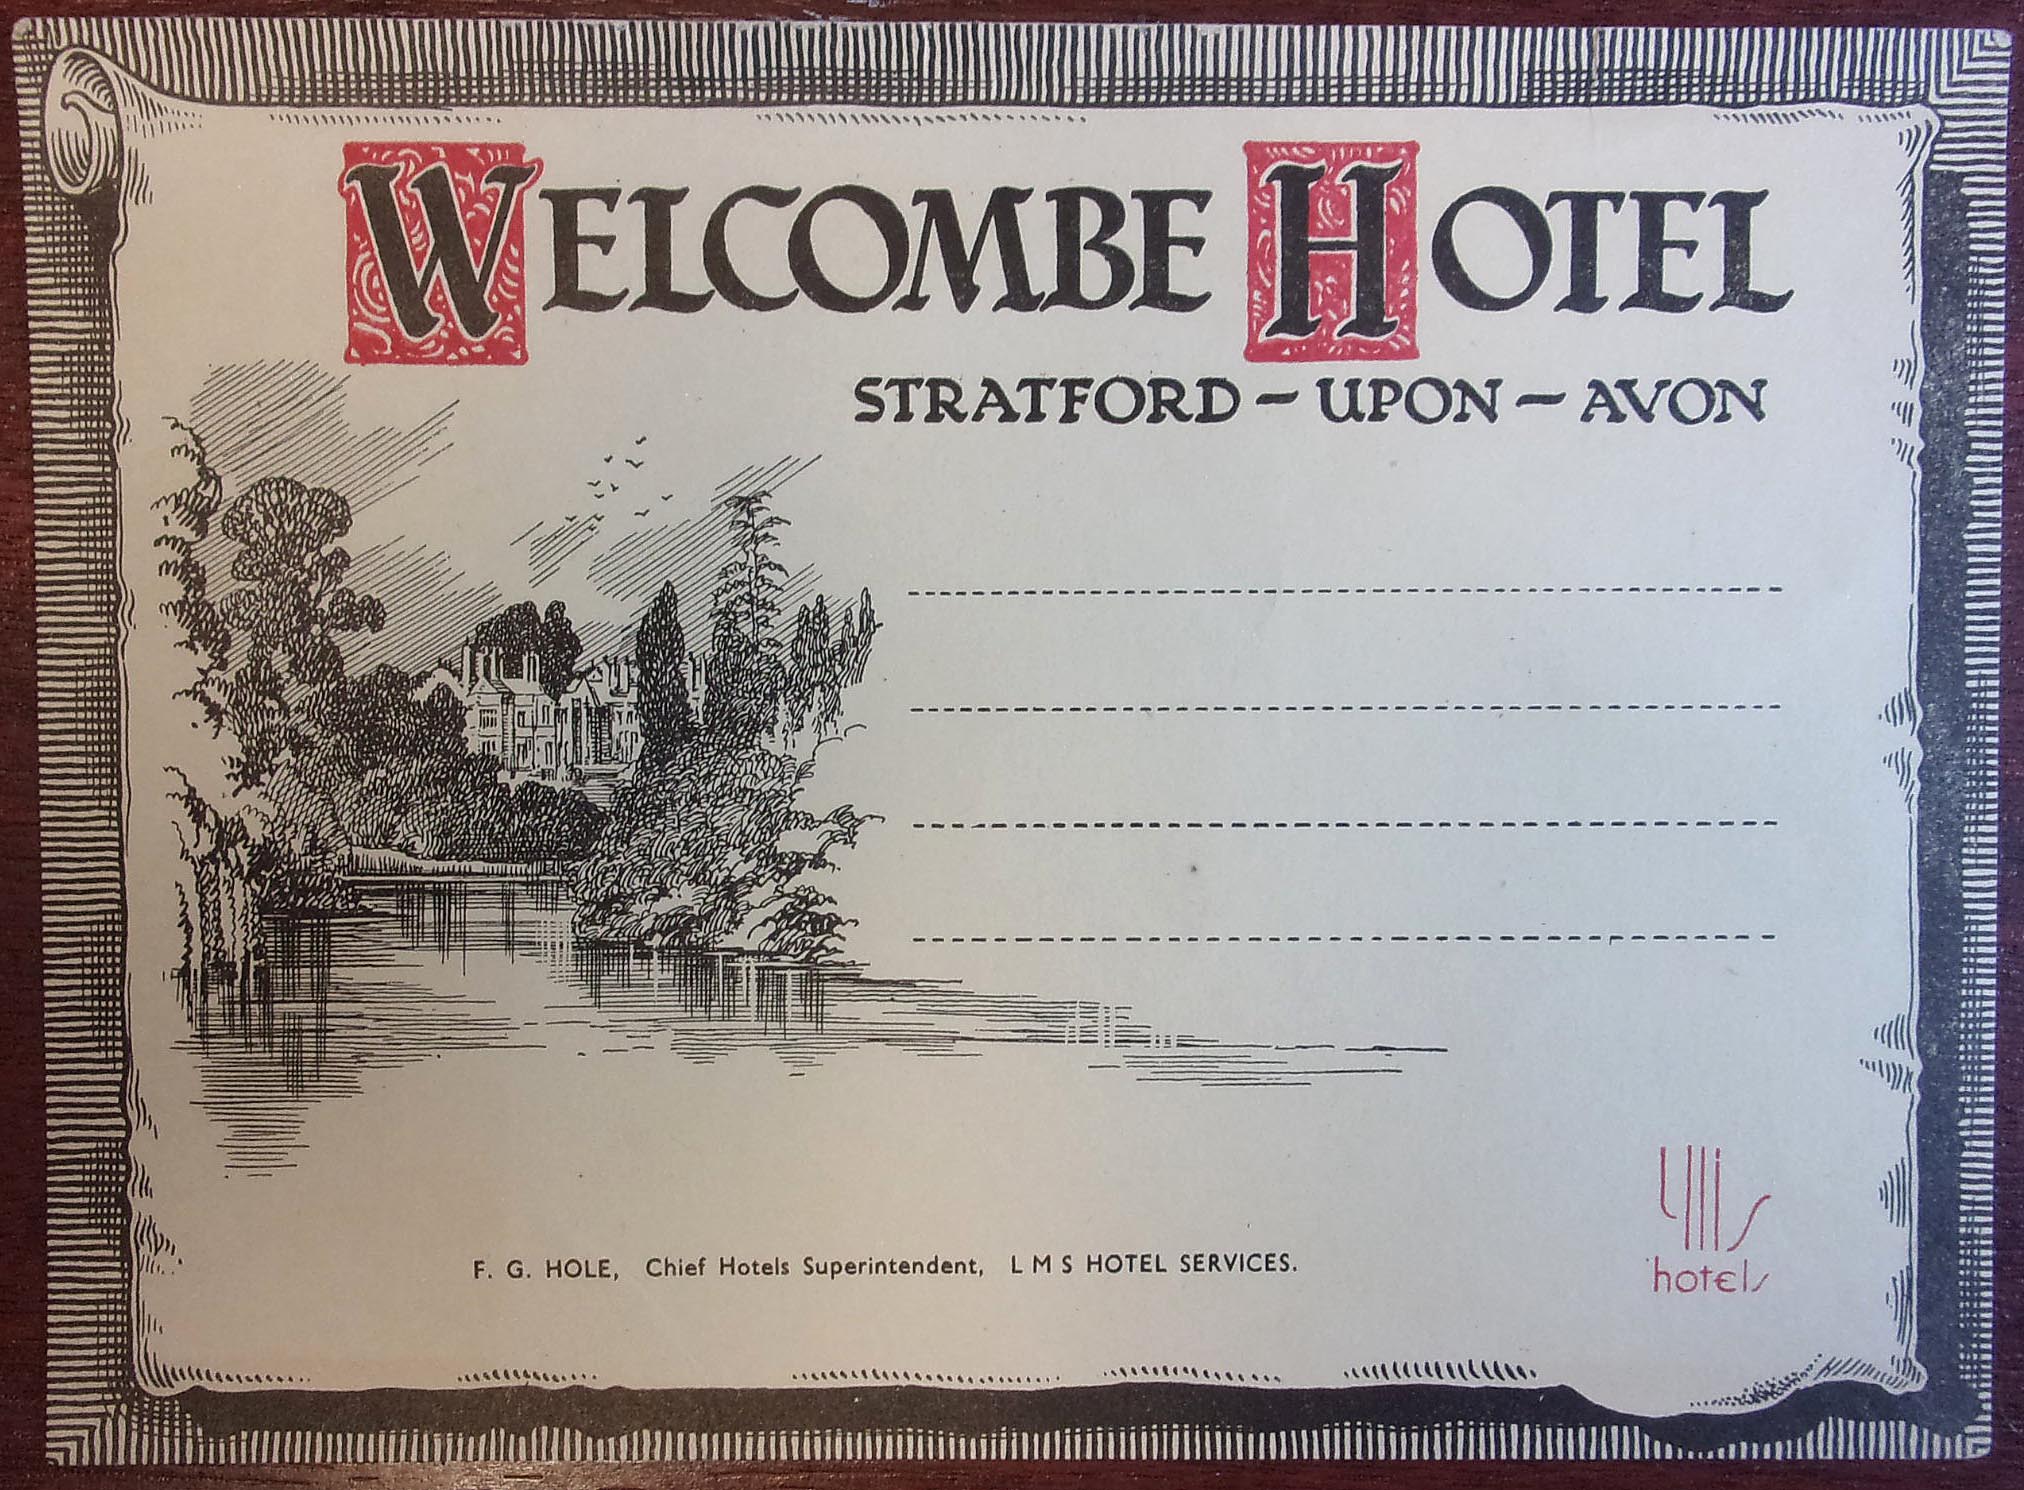 WELCOMBE HOTEL
STRATFORD - UPON - AVON
F. G. HOLE, Chief Hotels Superintendent, L M S HOTEL SERVICES.
lms
hotels